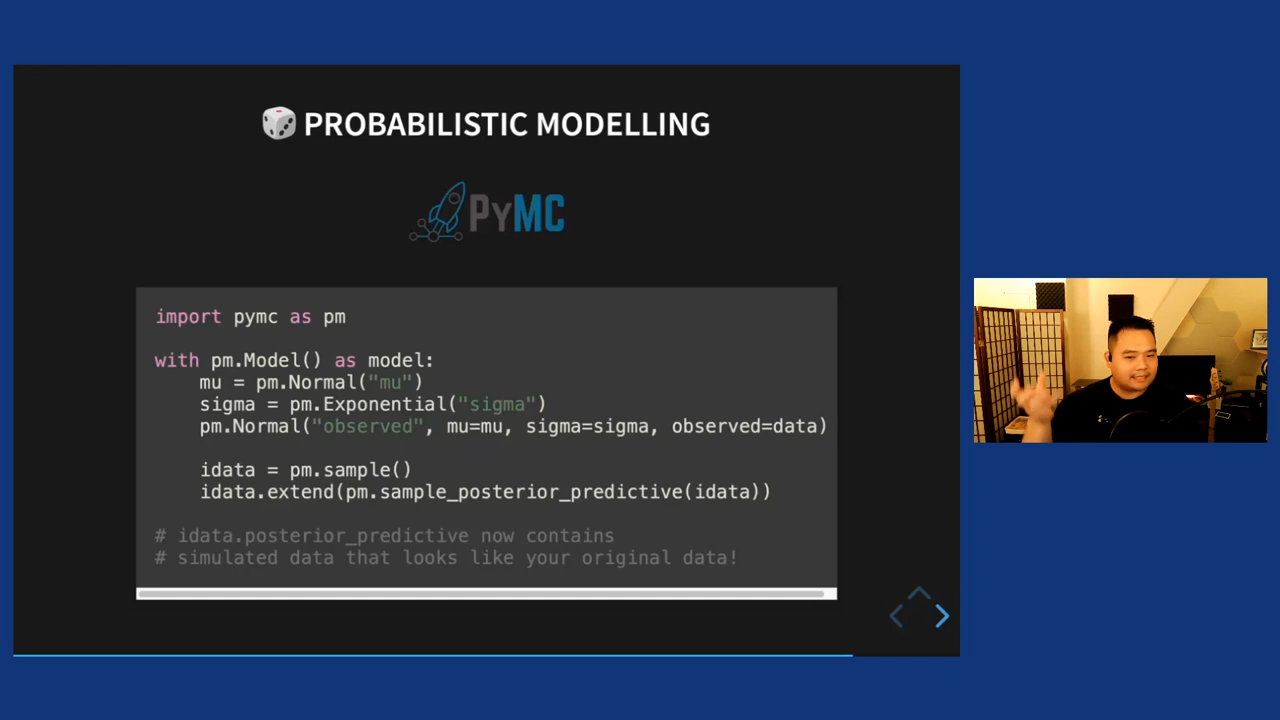 PROBABILISTIC MODELLING
PyMC
import pymc as pm
with pm.Model() as model:
    mu = pm.Normal("mu")
    sigma = pm.Exponential("sigma")
    pm.Normal("observed", mu=mu, sigma=sigma, observed=data)
    idata = pm.sample()
    idata.extend(pm.sample_posterior_predictive(idata))
# idata.posterior_predictive now contains
# simulated data that looks like your original data!